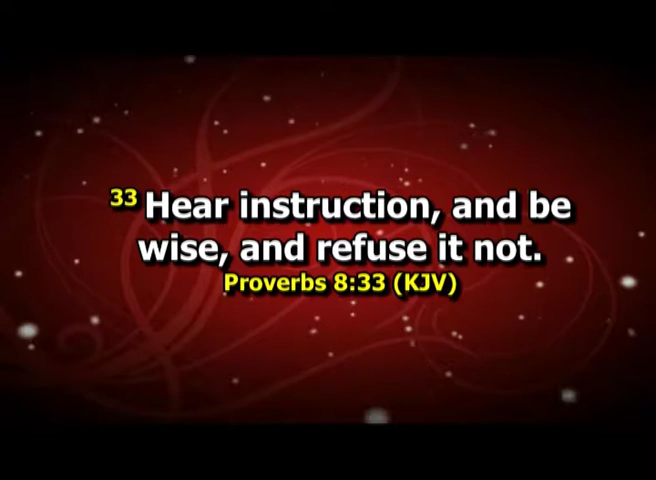 33 Hear instruction, and be
wise, and refuse it not.
Proverbs 8:33 (KJV)